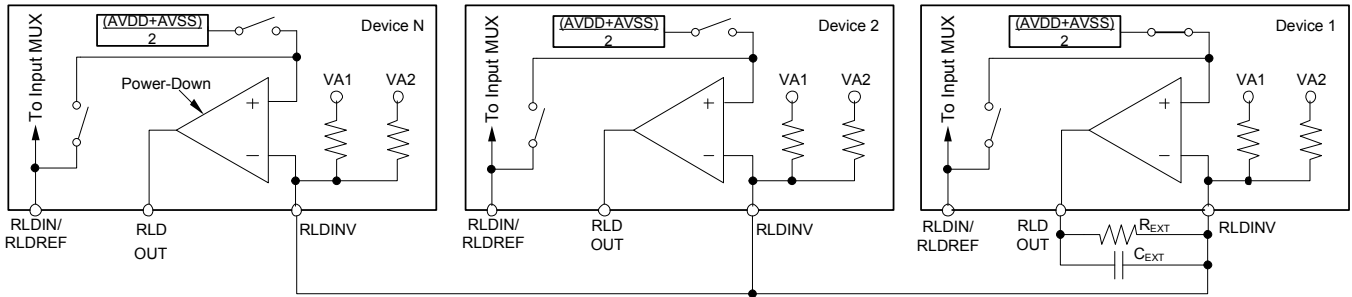 (AVDD+AVSS)
2
Device N
To Input MUX
Power-Down
VA1
VA2
+
−
RLDIN/
RLDREF
RLD
OUT
RLDINV
(AVDD+AVSS)
2
Device 2
To Input MUX
VA1
VA2
+
−
RLDIN/
RLDREF
RLD
OUT
RLDINV
(AVDD+AVSS)
2
Device 1
To Input MUX
VA1
VA2
+
−
RLDIN/
RLDREF
RLD
OUT
RLDINV
REXT
CEXT